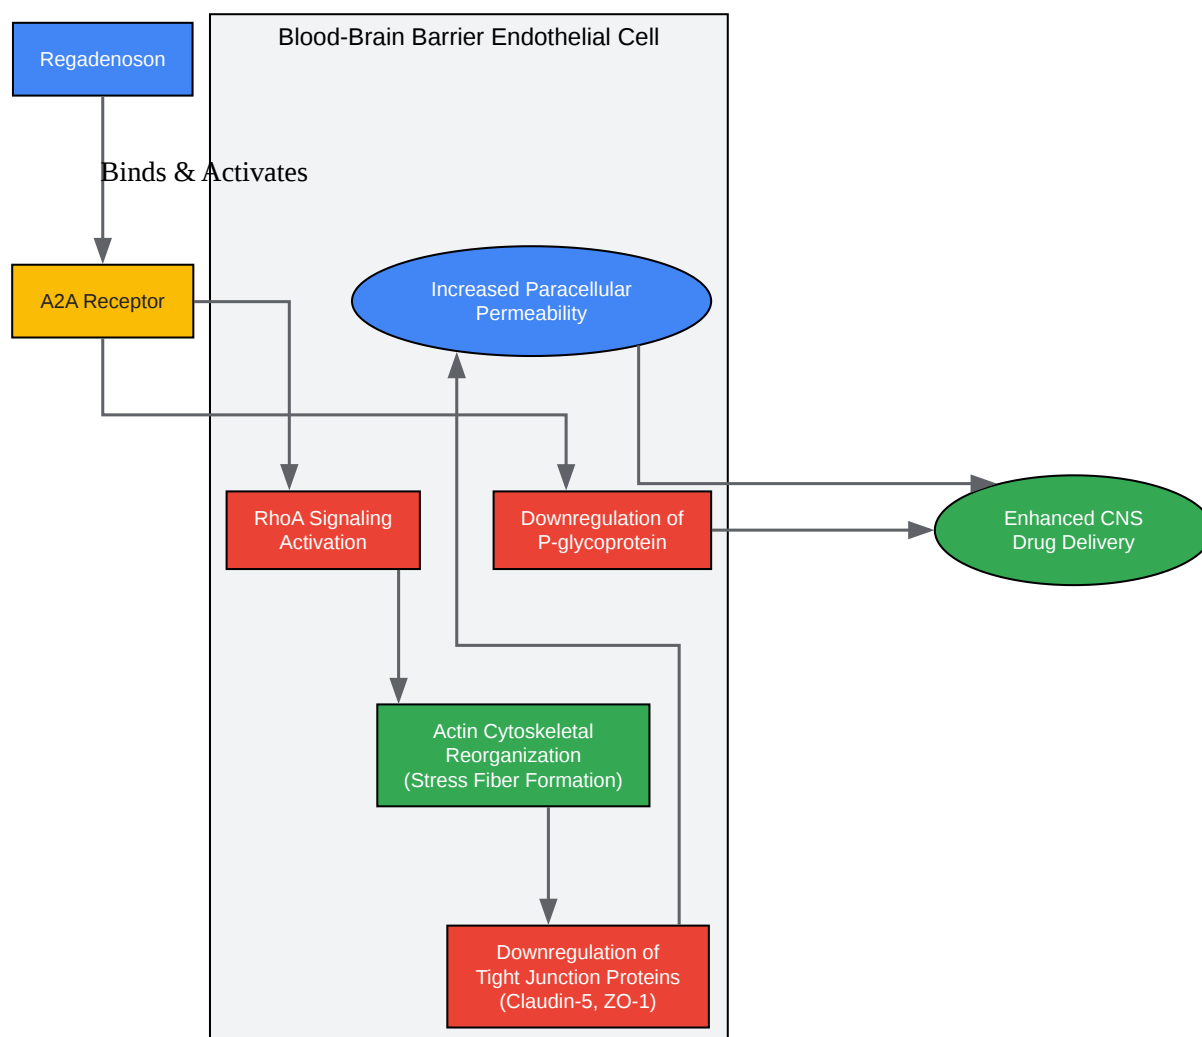 Blood-Brain Barrier Endothelial Cell
Regadenoson
Binds & Activates
A2A Receptor
Increased Paracellular
Permeability
RhoA Signaling
Activation
Downregulation of
P-glycoprotein
Enhanced CNS
Drug Delivery
Actin Cytoskeletal
Reorganization
(Stress Fiber Formation)
Downregulation of
Tight Junction Proteins
(Claudin-5, ZO-1)